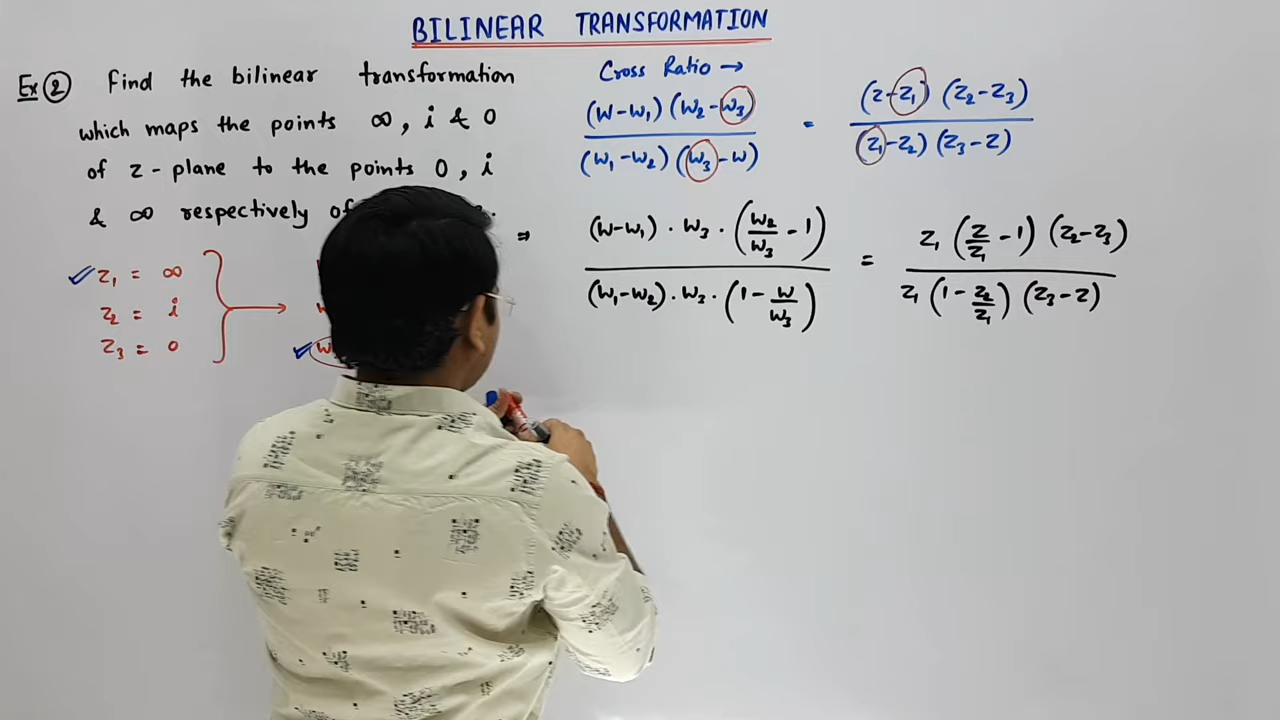 BILINEAR TRANSFORMATION
Ex 2 Find the bilinear transformation
which maps the points ∞, i & 0
of z-plane to the points 0, i
& ∞ respectively of
z₁ = ∞
z₂ = i
z₃ = 0
Cross Ratio →
(w-w₁)(w₂-w₃) / (w₁-w₂)(w₃-w) = (z-z₁)(z₂-z₃) / (z₁-z₂)(z₃-z)
⇒ (w-w₁)·w₃·(w₂/w₃ - 1) / (w₁-w₂)·w₃·(1 - w/w₃) = z₁(z/z₁ - 1)(z₂-z₃) / z₁(1 - z₂/z₁)(z₃-z)